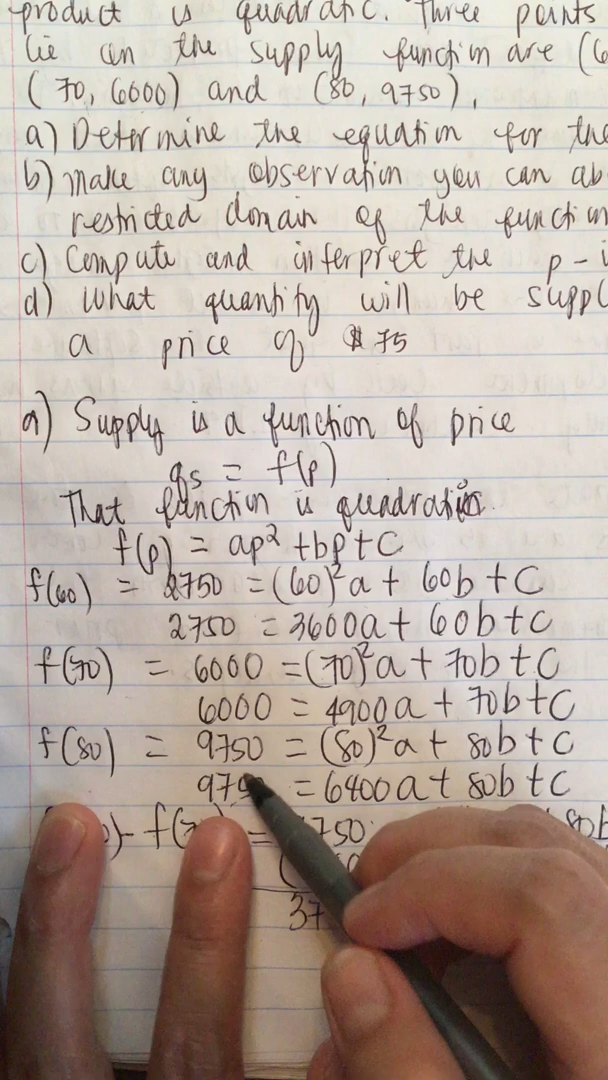 product is quadratic. Three points
lie on the supply function are (6
(70, 6000) and (80, 9750),
a) Determine the equation for the
b) make any observation you can ab
restricted domain of the function
c) Compute and interpret the p-i
d) What quantity will be suppl
a price of $75
a) Supply is a function of price
qs = f(p)
That function is quadratic.
f(p) = ap² + bp + C
f(60) = 2750 = (60)²a + 60b + C
2750 = 3600a + 60b + C
f(70) = 6000 = (70)²a + 70b + C
6000 = 4900a + 70b + C
f(80) = 9750 = (80)²a + 80b + C
= 6400a + 80b + C
- f( = 80b
37